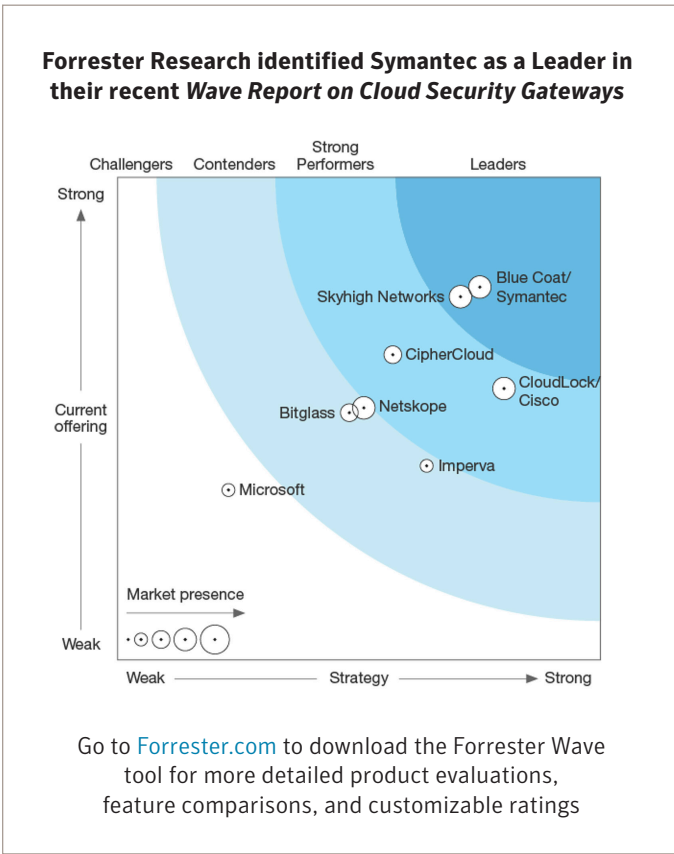 Forrester Research identified Symantec as a Leader in
their recent Wave Report on Cloud Security Gateways
Challengers
Contenders
Strong
Performers
Leaders
Strong
Blue Coat/
Symantec
Skyhigh Networks
CipherCloud
CloudLock/
Cisco
Current
offering
Bitglass
Netskope
Imperva
Microsoft
Market presence
Weak
Weak
Strategy
Strong
Go to Forrester.com to download the Forrester Wave
tool for more detailed product evaluations,
feature comparisons, and customizable ratings